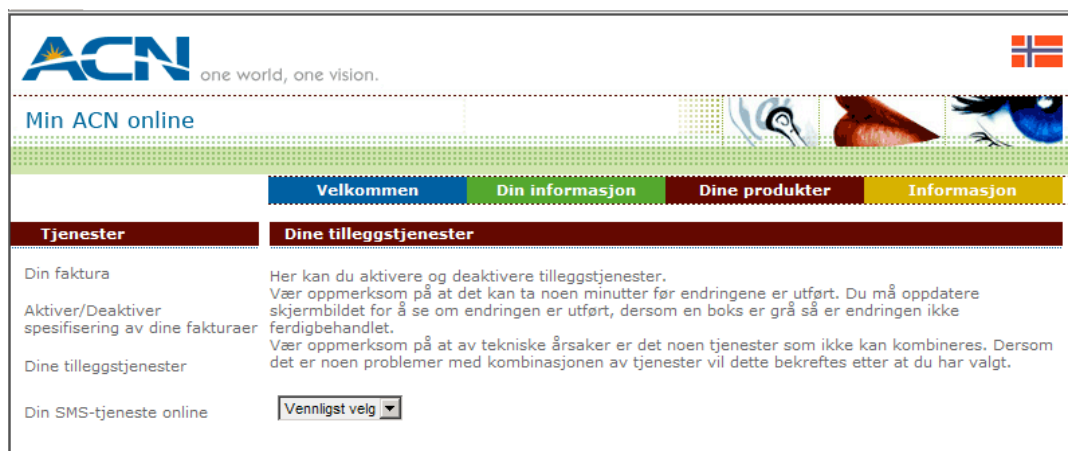 ACN one world, one vision.
Min ACN online
Velkommen Din informasjon Dine produkter Informasjon
Tjenester
Din faktura
Aktiver/Deaktiver
spesifisering av dine fakturaer
Dine tilleggstjenester
Din SMS-tjeneste online
Dine tilleggstjenester
Her kan du aktivere og deaktivere tilleggstjenester.
Vær oppmerksom på at det kan ta noen minutter før endringene er utført. Du må oppdatere
skjermbildet for å se om endringen er utført, dersom en boks er grå så er endringen ikke
ferdigbehandlet.
Vær oppmerksom på at av tekniske årsaker er det noen tjenester som ikke kan kombineres. Dersom
det er noen problemer med kombinasjonen av tjenester vil dette bekreftes etter at du har valgt.
Vennligst velg